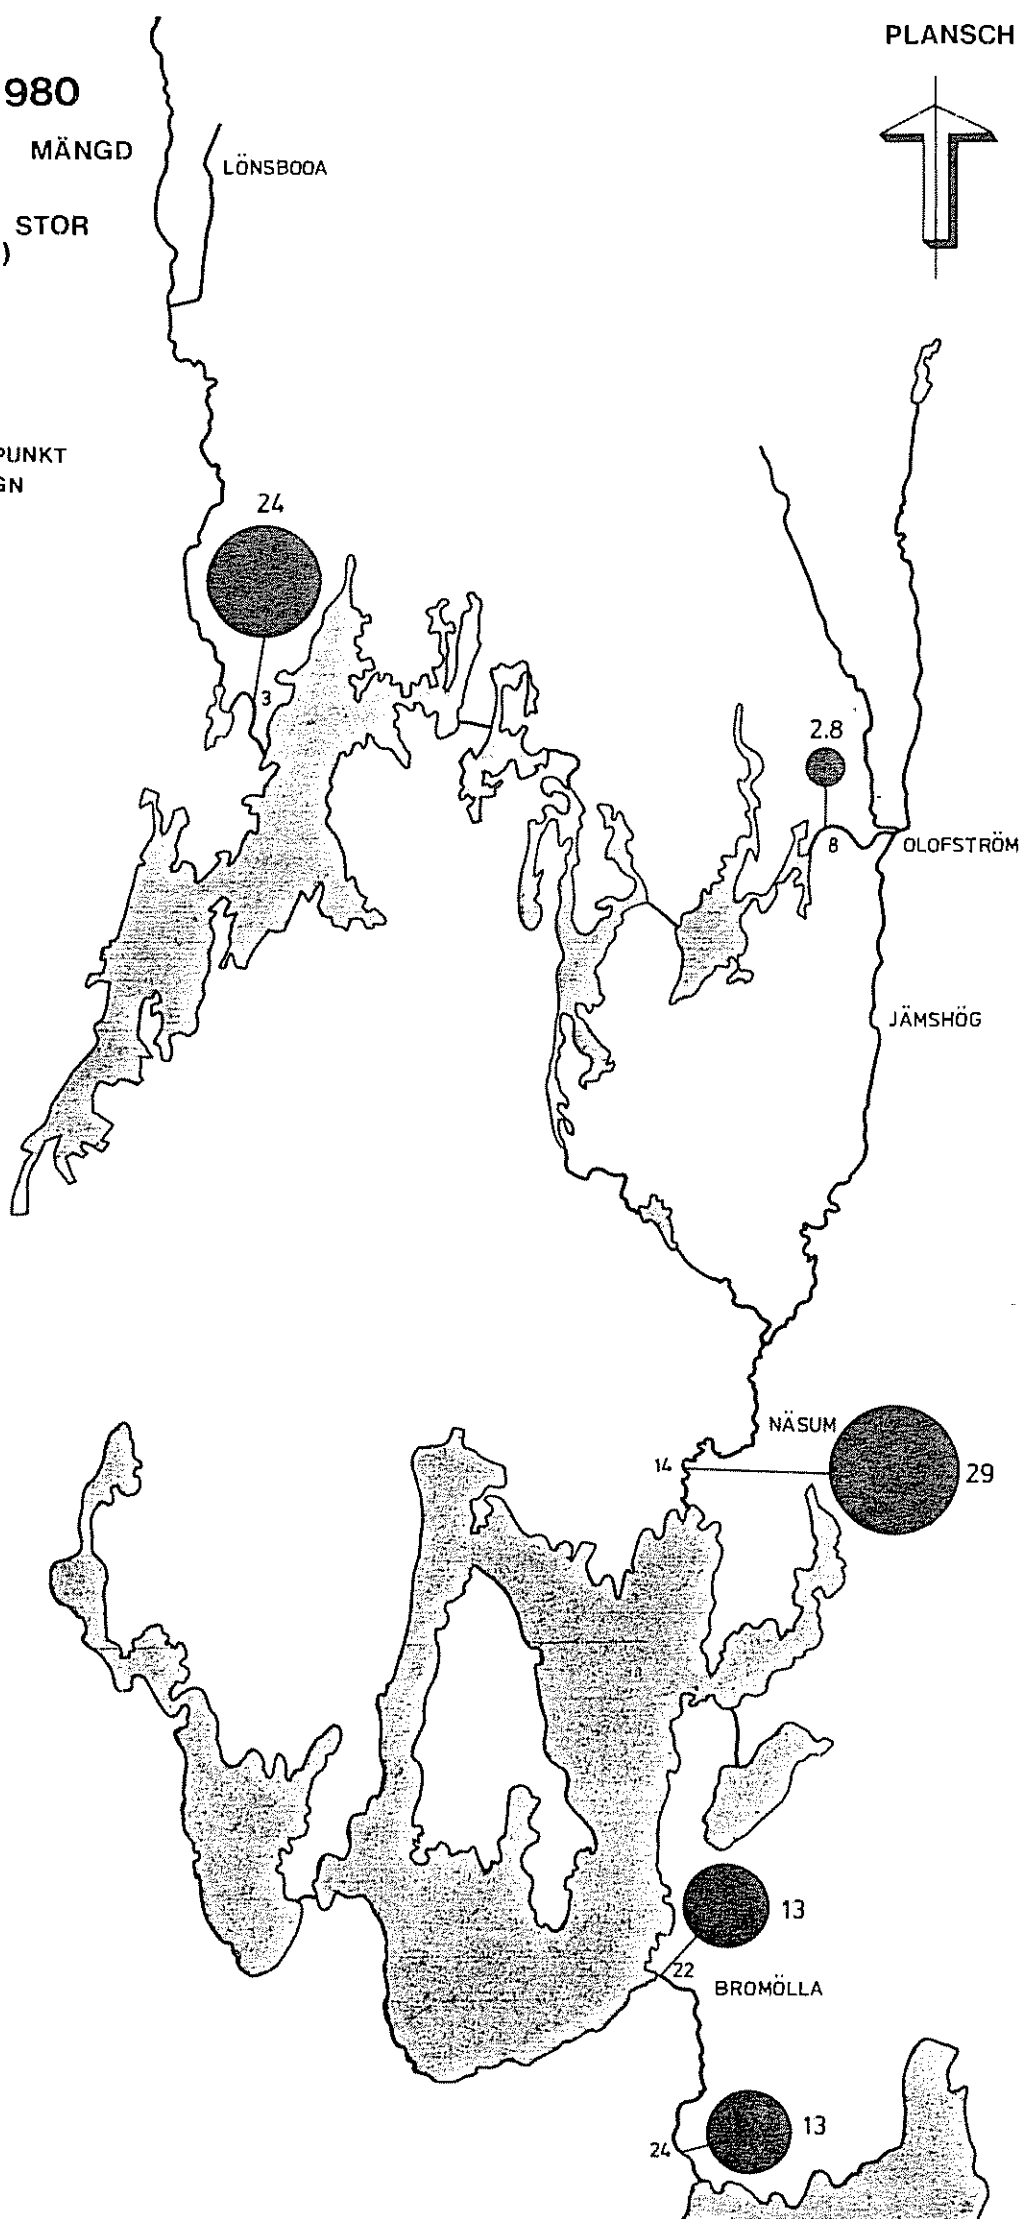 PLANSCH
980
MÄNGD
LÖNSBODA
STOR
)
PUNKT
GN
24
3
2.8
8
OLOFSTRÖM
JÄMSHÖG
NÄSUM
14
29
13
22
BROMÖLLA
13
24